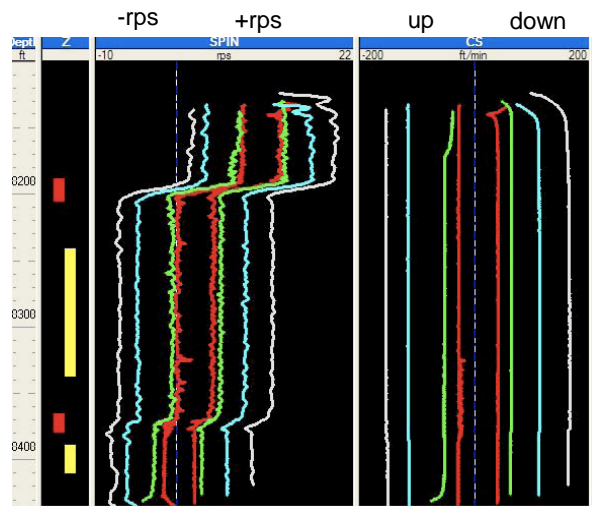 -rps +rps up down
Depth Z SPIN CS
ft -10 rps 22 -200 ft/min 200
8200
8300
8400